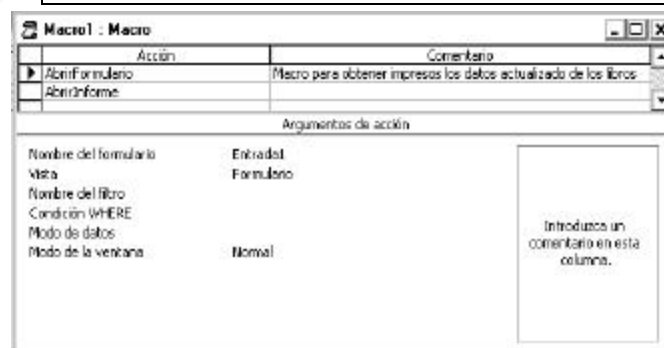 Macro1 : Macro
Acción Comentario
AbrirFormulario Macro para obtener impresos los datos actualizado de los libros
AbrirInforme
Argumentos de acción
Nombre del formulario Entrada1
Vista Formulario
Nombre del filtro
Condición WHERE
Modo de datos
Modo de la ventana Normal
Introduzca un
comentario en esta
columna.